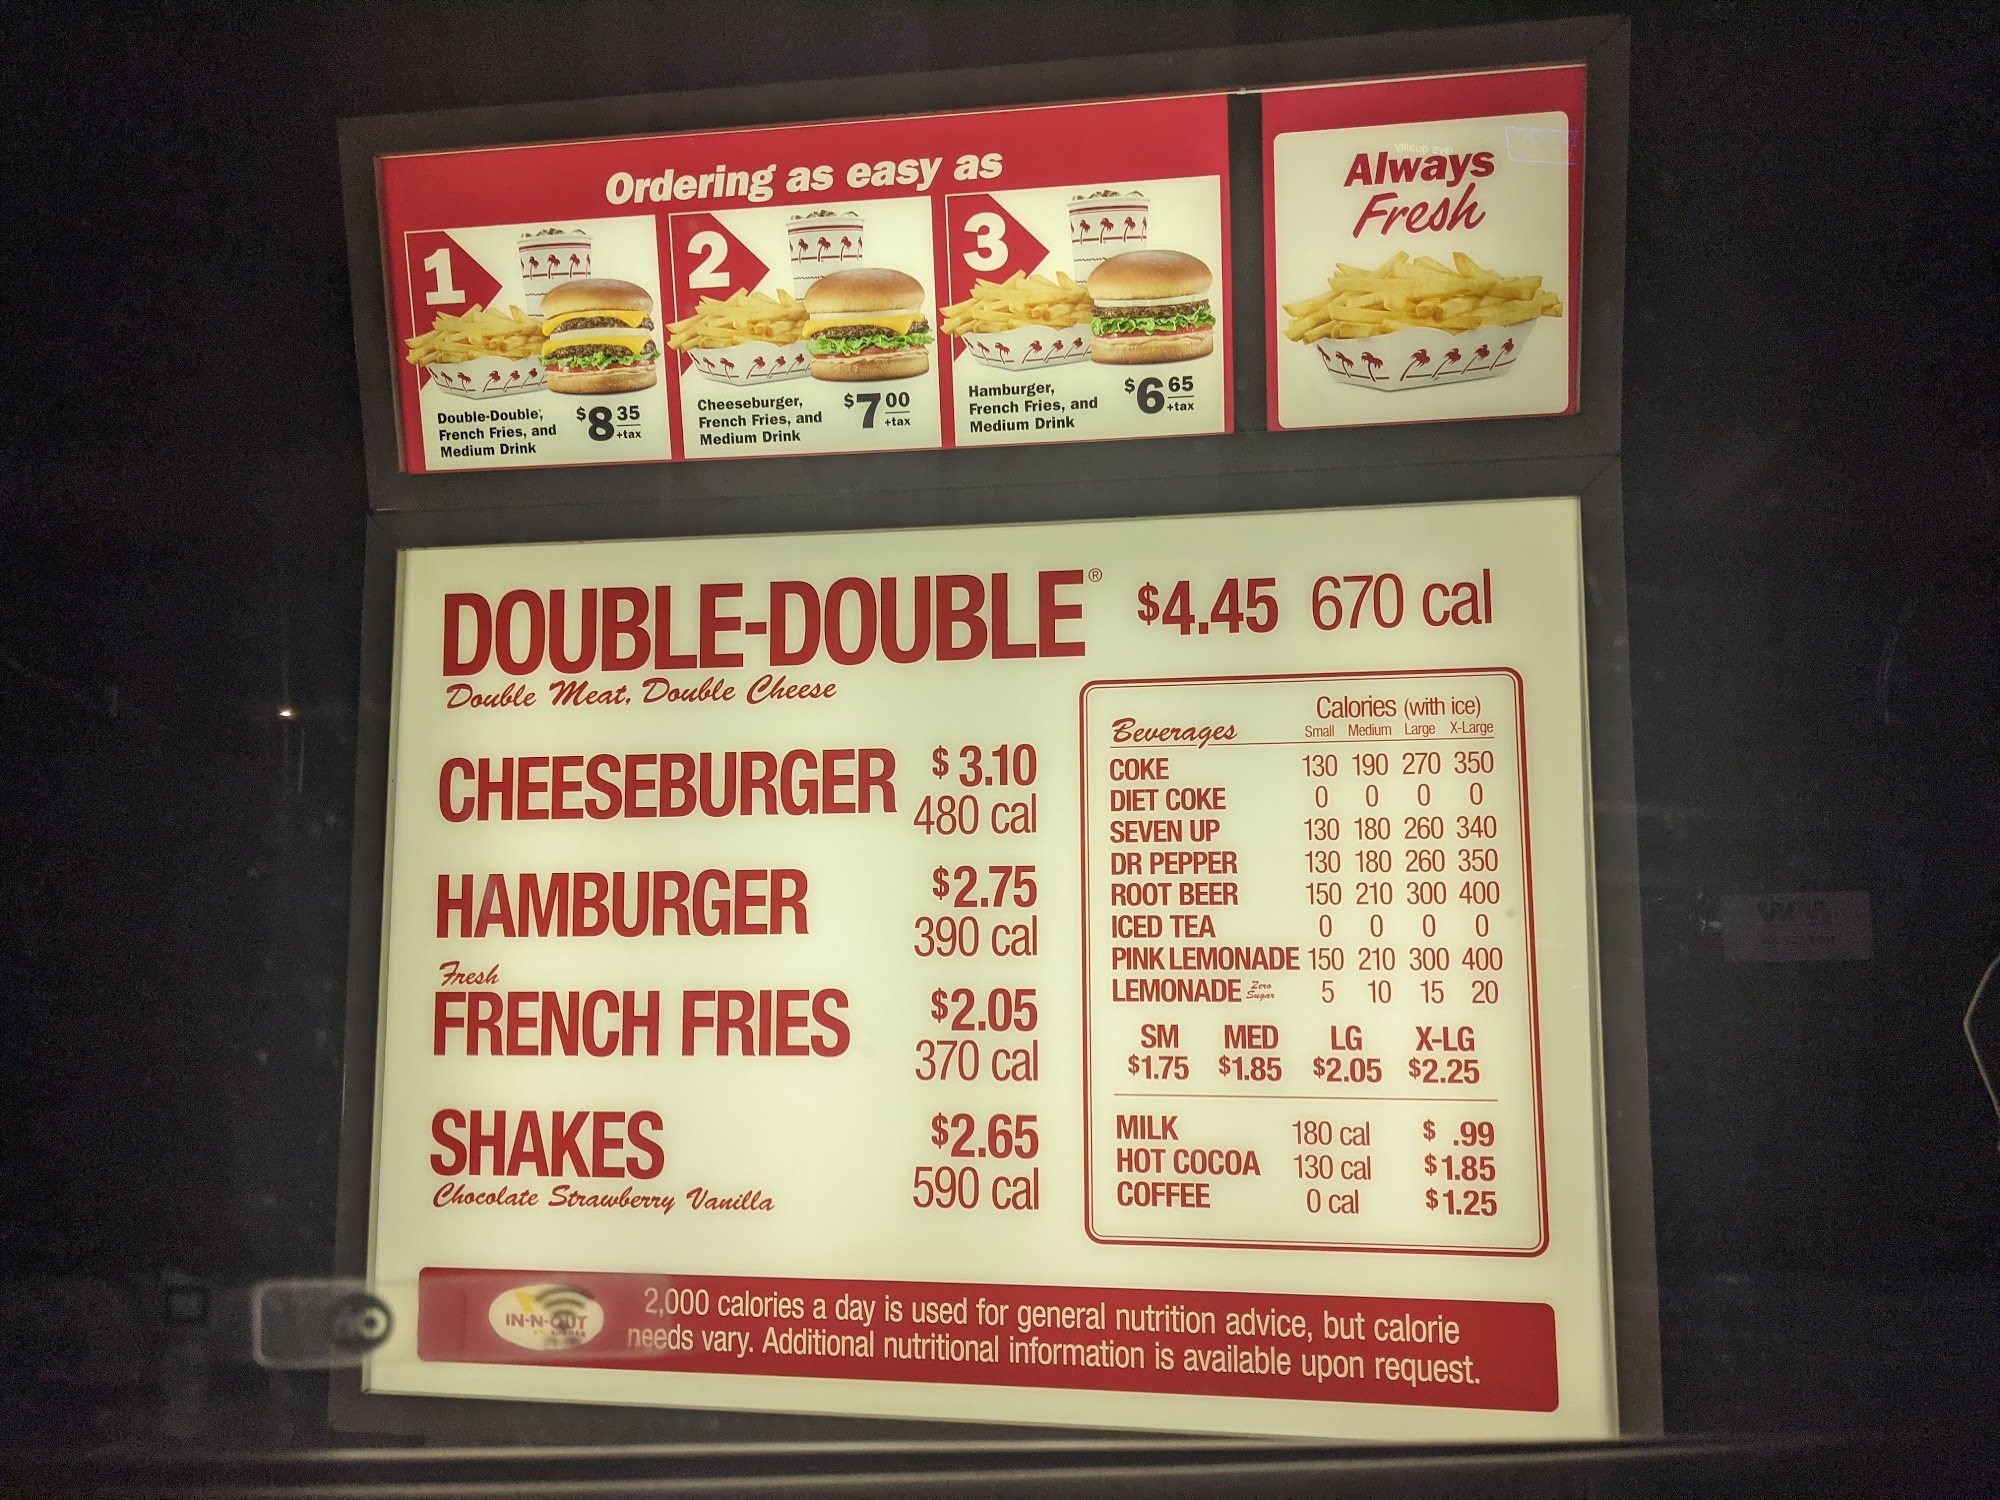 Ordering as easy as
1
Double-Double,
French Fries, and
Medium Drink
$8 35
+tax
2
Cheeseburger,
French Fries, and
Medium Drink
$7 00
+tax
3
Hamburger,
French Fries, and
Medium Drink
$6 65
+tax
Always
Fresh
DOUBLE-DOUBLE® $4.45 670 cal
Double Meat, Double Cheese
CHEESEBURGER $3.10
480 cal
HAMBURGER $2.75
390 cal
Fresh
FRENCH FRIES $2.05
370 cal
SHAKES $2.65
Chocolate Strawberry Vanilla 590 cal
Calories (with ice)
Beverages Small Medium Large X-Large
COKE 130 190 270 350
DIET COKE 0 0 0 0
SEVEN UP 130 180 260 340
DR PEPPER 130 180 260 350
ROOT BEER 150 210 300 400
ICED TEA 0 0 0 0
PINK LEMONADE 150 210 300 400
LEMONADE Zero Sugar 5 10 15 20
SM MED LG X-LG
$1.75 $1.85 $2.05 $2.25
MILK 180 cal $ .99
HOT COCOA 130 cal $1.85
COFFEE 0 cal $1.25
IN-N-OUT
2,000 calories a day is used for general nutrition advice, but calorie
needs vary. Additional nutritional information is available upon request.